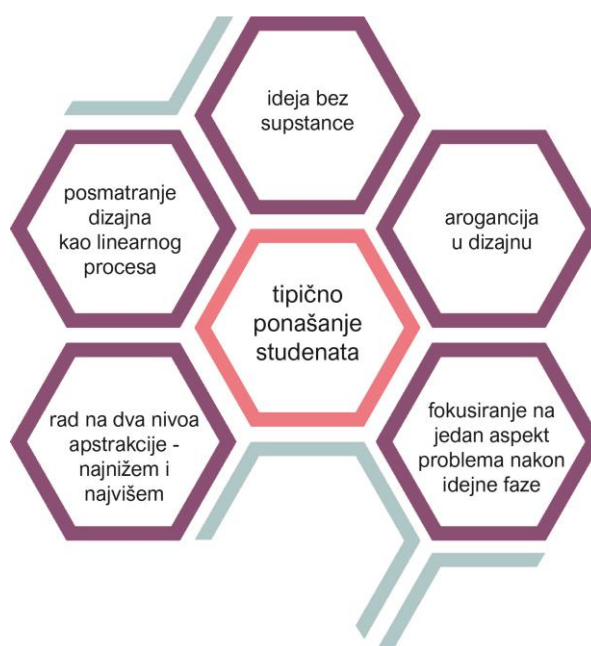 ideja bez
supstance
posmatranje
dizajna
kao linearnog
procesa
arogancija
u dizajnu
tipično
ponašanje
studenata
rad na dva nivoa
apstrakcije -
najnižem i
najvišem
fokusiranje na
jedan aspekt
problema nakon
idejne faze